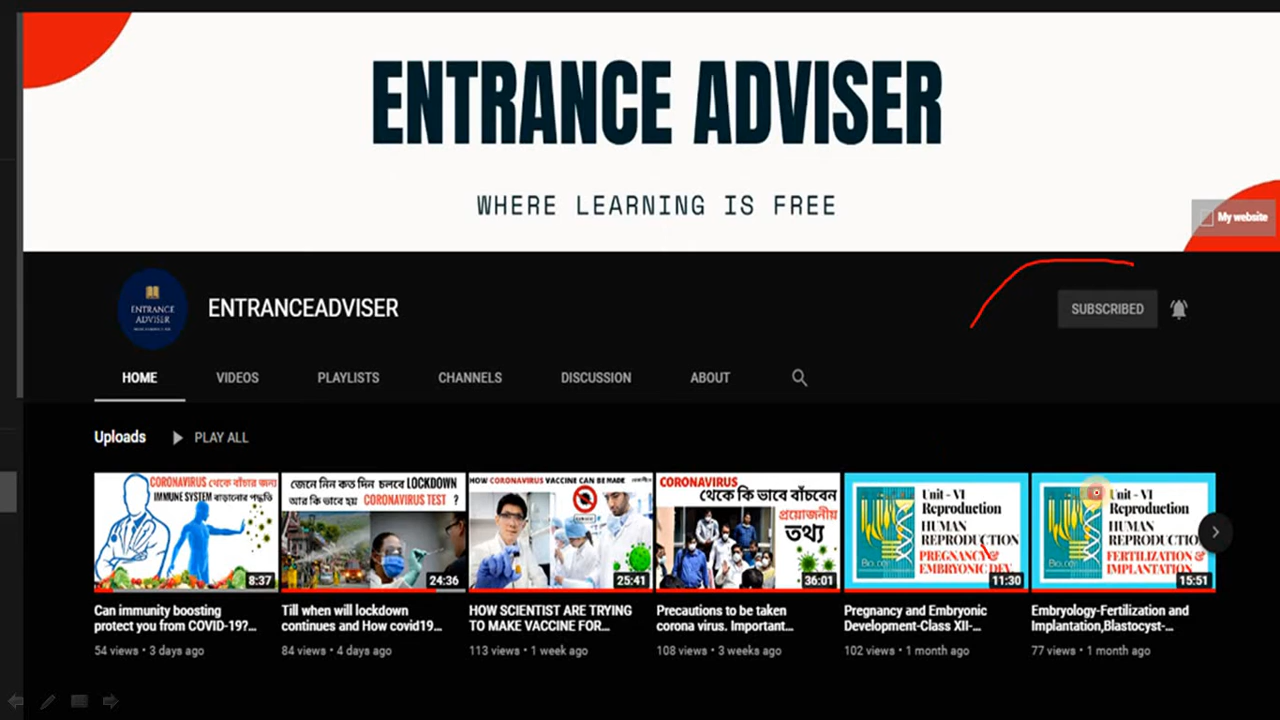 ENTRANCE ADVISER
WHERE LEARNING IS FREE
My website
ENTRANCE
ADVISER
ENTRANCEADVISER
SUBSCRIBED
HOME VIDEOS PLAYLISTS CHANNELS DISCUSSION ABOUT
Uploads PLAY ALL
CORONAVIRUS থেকে বাঁচার জন্য
IMMUNE SYSTEM বাড়ানোর পদ্ধতি
8:37
জেনে নিন কত দিন চলবে LOCKDOWN
আর কি ভাবে হয় CORONAVIRUS TEST ?
24:36
HOW CORONAVIRUS VACCINE CAN BE MADE
25:41
CORONAVIRUS
থেকে কি ভাবে বাঁচবেন
প্রয়োজনীয়
তথ্য
36:01
Unit - VI
Reproduction
HUMAN
REPRODUCTION
PREGNANCY &
EMBRYONIC DEV.
11:30
Unit - VI
Reproduction
HUMAN
REPRODUCTIO
FERTILIZATION &
IMPLANTATION
15:51
Can immunity boosting
protect you from COVID-19?...
54 views • 3 days ago
Till when will lockdown
continues and How covid19...
84 views • 4 days ago
HOW SCIENTIST ARE TRYING
TO MAKE VACCINE FOR...
113 views • 1 week ago
Precautions to be taken
corona virus. Important...
108 views • 3 weeks ago
Pregnancy and Embryonic
Development-Class XII-...
102 views • 1 month ago
Embryology-Fertilization and
Implantation,Blastocyst-...
77 views • 1 month ago